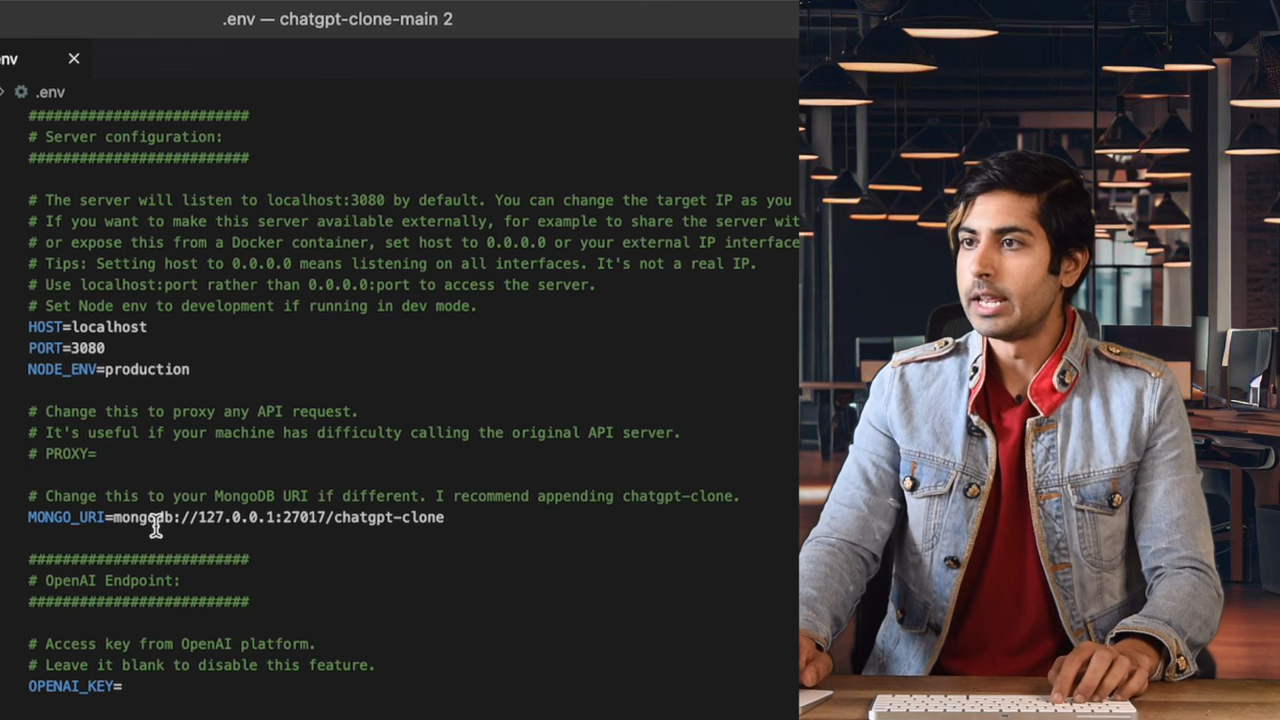 .env — chatgpt-clone-main 2
nv
.env
##########################
# Server configuration:
##########################
# The server will listen to localhost:3080 by default. You can change the target IP as you
# If you want to make this server available externally, for example to share the server wit
# or expose this from a Docker container, set host to 0.0.0.0 or your external IP interface
# Tips: Setting host to 0.0.0.0 means listening on all interfaces. It's not a real IP.
# Use localhost:port rather than 0.0.0.0:port to access the server.
# Set Node env to development if running in dev mode.
HOST=localhost
PORT=3080
NODE_ENV=production
# Change this to proxy any API request.
# It's useful if your machine has difficulty calling the original API server.
# PROXY=
# Change this to your MongoDB URI if different. I recommend appending chatgpt-clone.
MONGO_URI=mongodb://127.0.0.1:27017/chatgpt-clone
##########################
# OpenAI Endpoint:
##########################
# Access key from OpenAI platform.
# Leave it blank to disable this feature.
OPENAI_KEY=